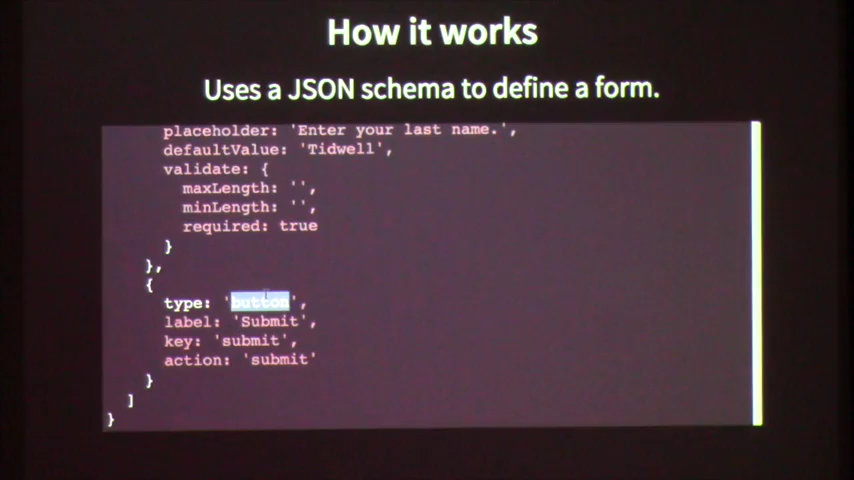 How it works
Uses a JSON schema to define a form.
placeholder: 'Enter your last name.',
defaultValue: 'Tidwell',
validate: {
maxLength: '',
minLength: '',
required: true
}
},
{
type: 'button',
label: 'Submit',
key: 'submit',
action: 'submit'
}
]
}